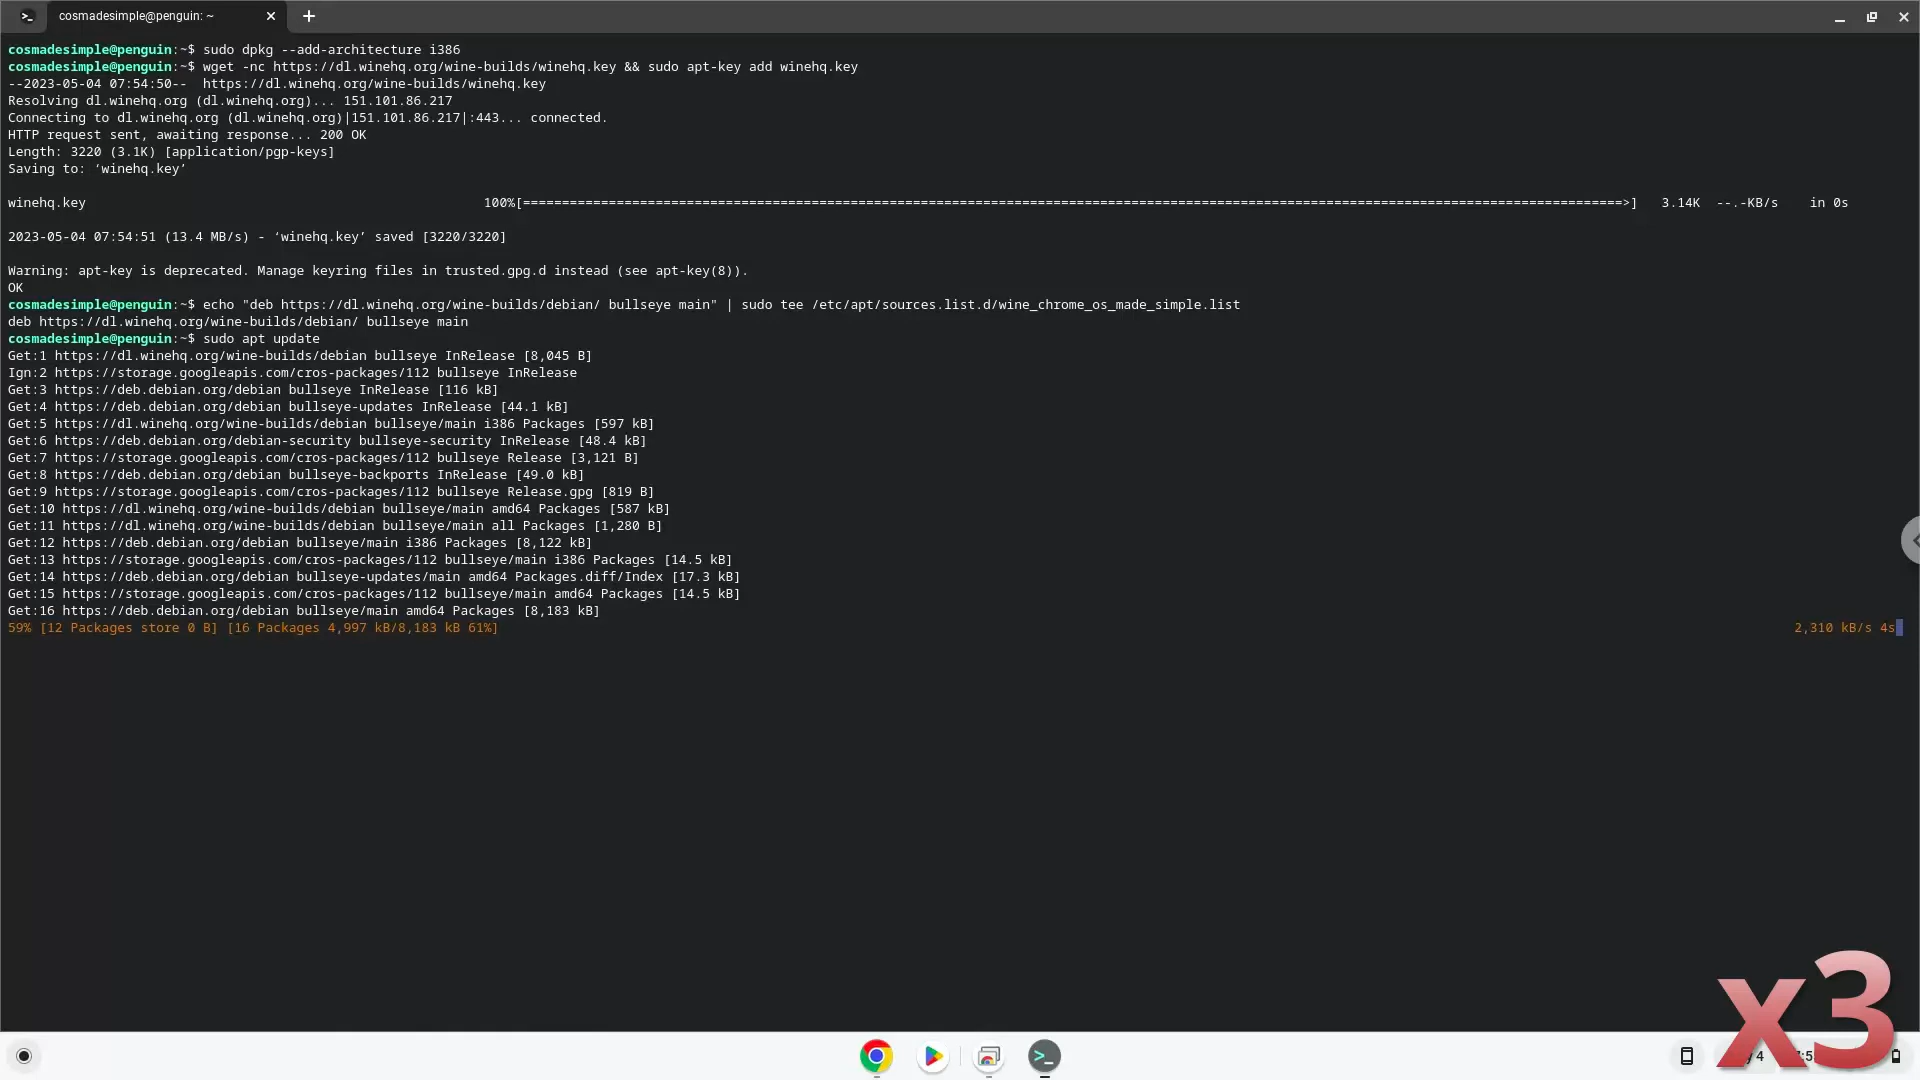 cosmadesimple@penguin: ~
cosmadesimple@penguin:~$ sudo dpkg --add-architecture i386
cosmadesimple@penguin:~$ wget -nc https://dl.winehq.org/wine-builds/winehq.key && sudo apt-key add winehq.key
--2023-05-04 07:54:50--  https://dl.winehq.org/wine-builds/winehq.key
Resolving dl.winehq.org (dl.winehq.org)... 151.101.86.217
Connecting to dl.winehq.org (dl.winehq.org)|151.101.86.217|:443... connected.
HTTP request sent, awaiting response... 200 OK
Length: 3220 (3.1K) [application/pgp-keys]
Saving to: ‘winehq.key’
winehq.key 100%[=============================================================================================================================================>] 3.14K --.-KB/s in 0s
2023-05-04 07:54:51 (13.4 MB/s) - ‘winehq.key’ saved [3220/3220]
Warning: apt-key is deprecated. Manage keyring files in trusted.gpg.d instead (see apt-key(8)).
OK
cosmadesimple@penguin:~$ echo "deb https://dl.winehq.org/wine-builds/debian/ bullseye main" | sudo tee /etc/apt/sources.list.d/wine_chrome_os_made_simple.list
deb https://dl.winehq.org/wine-builds/debian/ bullseye main
cosmadesimple@penguin:~$ sudo apt update
Get:1 https://dl.winehq.org/wine-builds/debian bullseye InRelease [8,045 B]
Ign:2 https://storage.googleapis.com/cros-packages/112 bullseye InRelease
Get:3 https://deb.debian.org/debian bullseye InRelease [116 kB]
Get:4 https://deb.debian.org/debian bullseye-updates InRelease [44.1 kB]
Get:5 https://dl.winehq.org/wine-builds/debian bullseye/main i386 Packages [597 kB]
Get:6 https://deb.debian.org/debian-security bullseye-security InRelease [48.4 kB]
Get:7 https://storage.googleapis.com/cros-packages/112 bullseye Release [3,121 B]
Get:8 https://deb.debian.org/debian bullseye-backports InRelease [49.0 kB]
Get:9 https://storage.googleapis.com/cros-packages/112 bullseye Release.gpg [819 B]
Get:10 https://dl.winehq.org/wine-builds/debian bullseye/main amd64 Packages [587 kB]
Get:11 https://dl.winehq.org/wine-builds/debian bullseye/main all Packages [1,280 B]
Get:12 https://deb.debian.org/debian bullseye/main i386 Packages [8,122 kB]
Get:13 https://storage.googleapis.com/cros-packages/112 bullseye/main i386 Packages [14.5 kB]
Get:14 https://deb.debian.org/debian bullseye-updates/main amd64 Packages.diff/Index [17.3 kB]
Get:15 https://storage.googleapis.com/cros-packages/112 bullseye/main amd64 Packages [14.5 kB]
Get:16 https://deb.debian.org/debian bullseye/main amd64 Packages [8,183 kB]
59% [12 Packages store 0 B] [16 Packages 4,997 kB/8,183 kB 61%] 2,310 kB/s 4s
x3
4